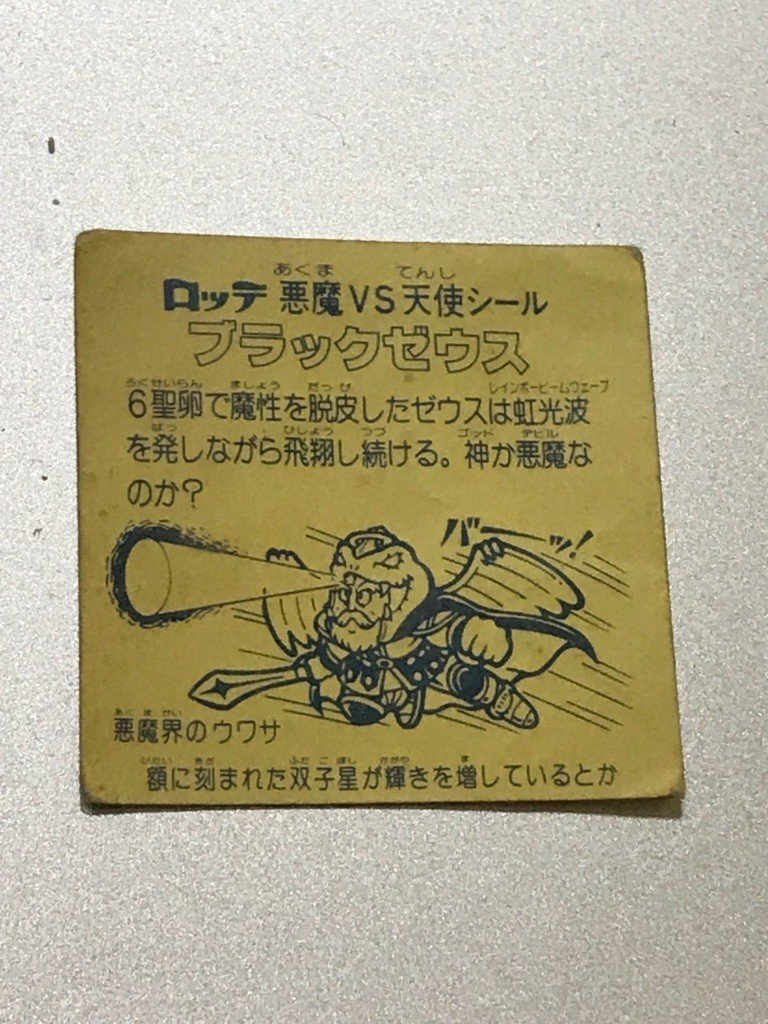 ロッテ 悪魔VS天使シール
ブラックゼウス
6聖卵で魔性を脱皮したゼウスは虹光波
を発しながら飛翔し続ける。神か悪魔な
のか?
バーッ!
悪魔界のウワサ
額に刻まれた双子星が輝きを増しているとか